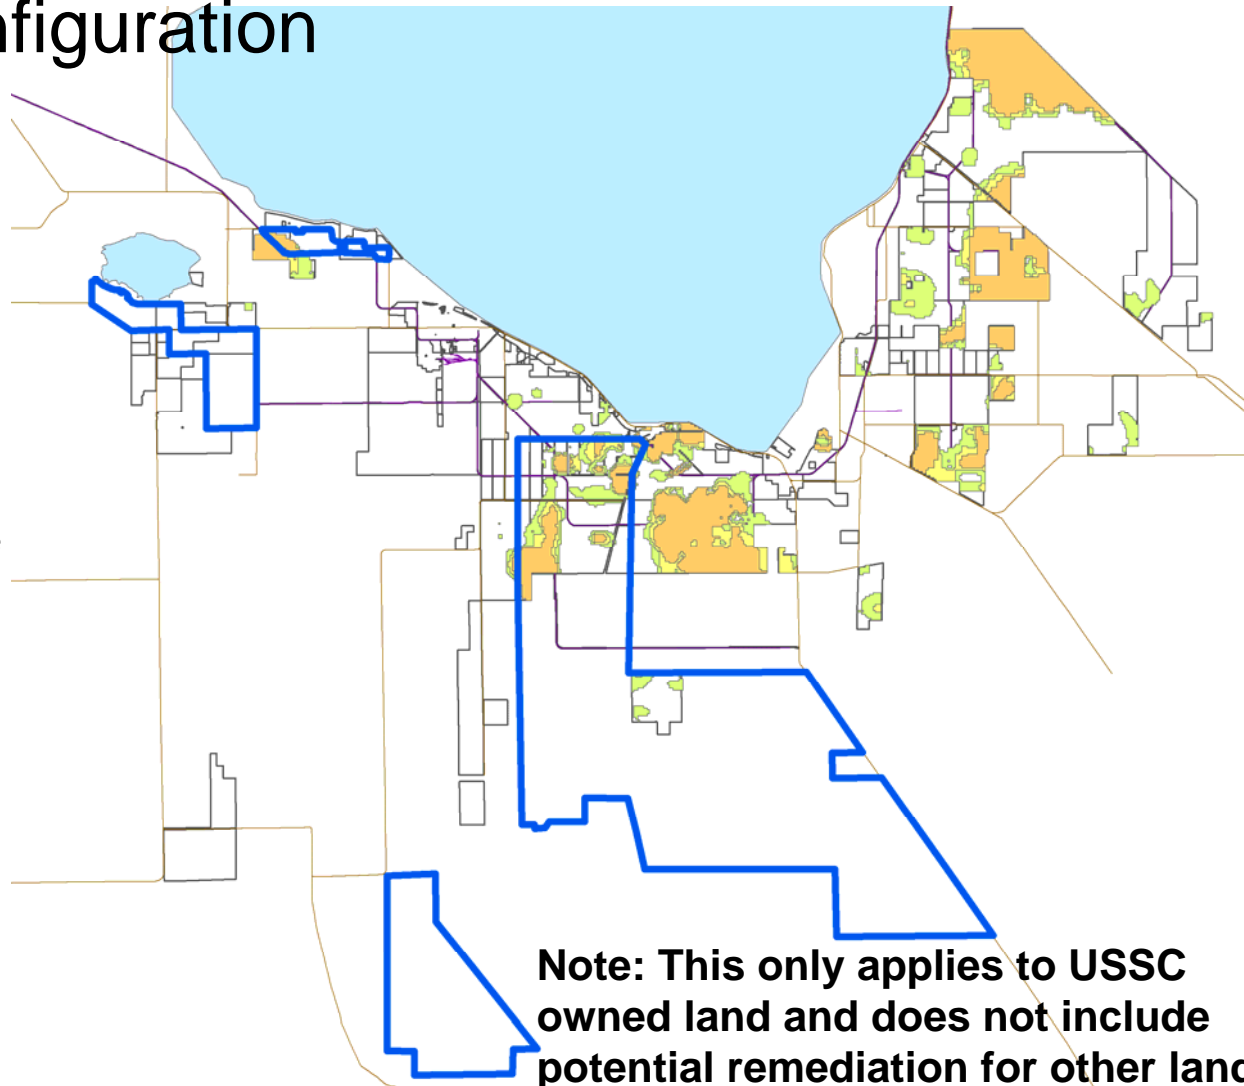 nfiguration
Note: This only applies to USSC
owned land and does not include
potential remediation for other land